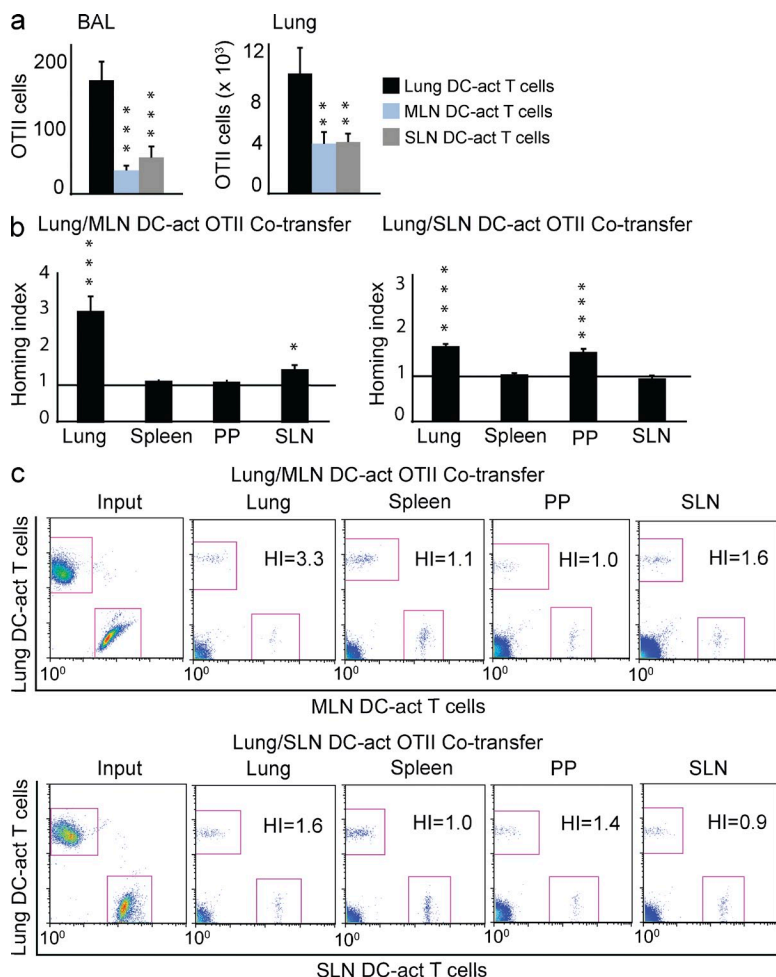 a
BAL
Lung
OTII cells
200
100
0
* * *
* * *
OTII cells (x 10³)
12
8
4
0
* *
* *
Lung DC-act T cells
MLN DC-act T cells
SLN DC-act T cells
b
Lung/MLN DC-act OTII Co-transfer
Lung/SLN DC-act OTII Co-transfer
Homing index
4
3
2
1
0
* * *
*
Lung Spleen PP SLN
Homing index
3
2
1
0
* * * *
* * * *
Lung Spleen PP SLN
c
Lung/MLN DC-act OTII Co-transfer
Input Lung Spleen PP SLN
Lung DC-act T cells
HI=3.3 HI=1.1 HI=1.0 HI=1.6
10⁰ 10⁰ 10⁰ 10⁰ 10⁰
MLN DC-act T cells
Lung/SLN DC-act OTII Co-transfer
Input Lung Spleen PP SLN
Lung DC-act T cells
HI=1.6 HI=1.0 HI=1.4 HI=0.9
10⁰ 10⁰ 10⁰ 10⁰ 10⁰
SLN DC-act T cells